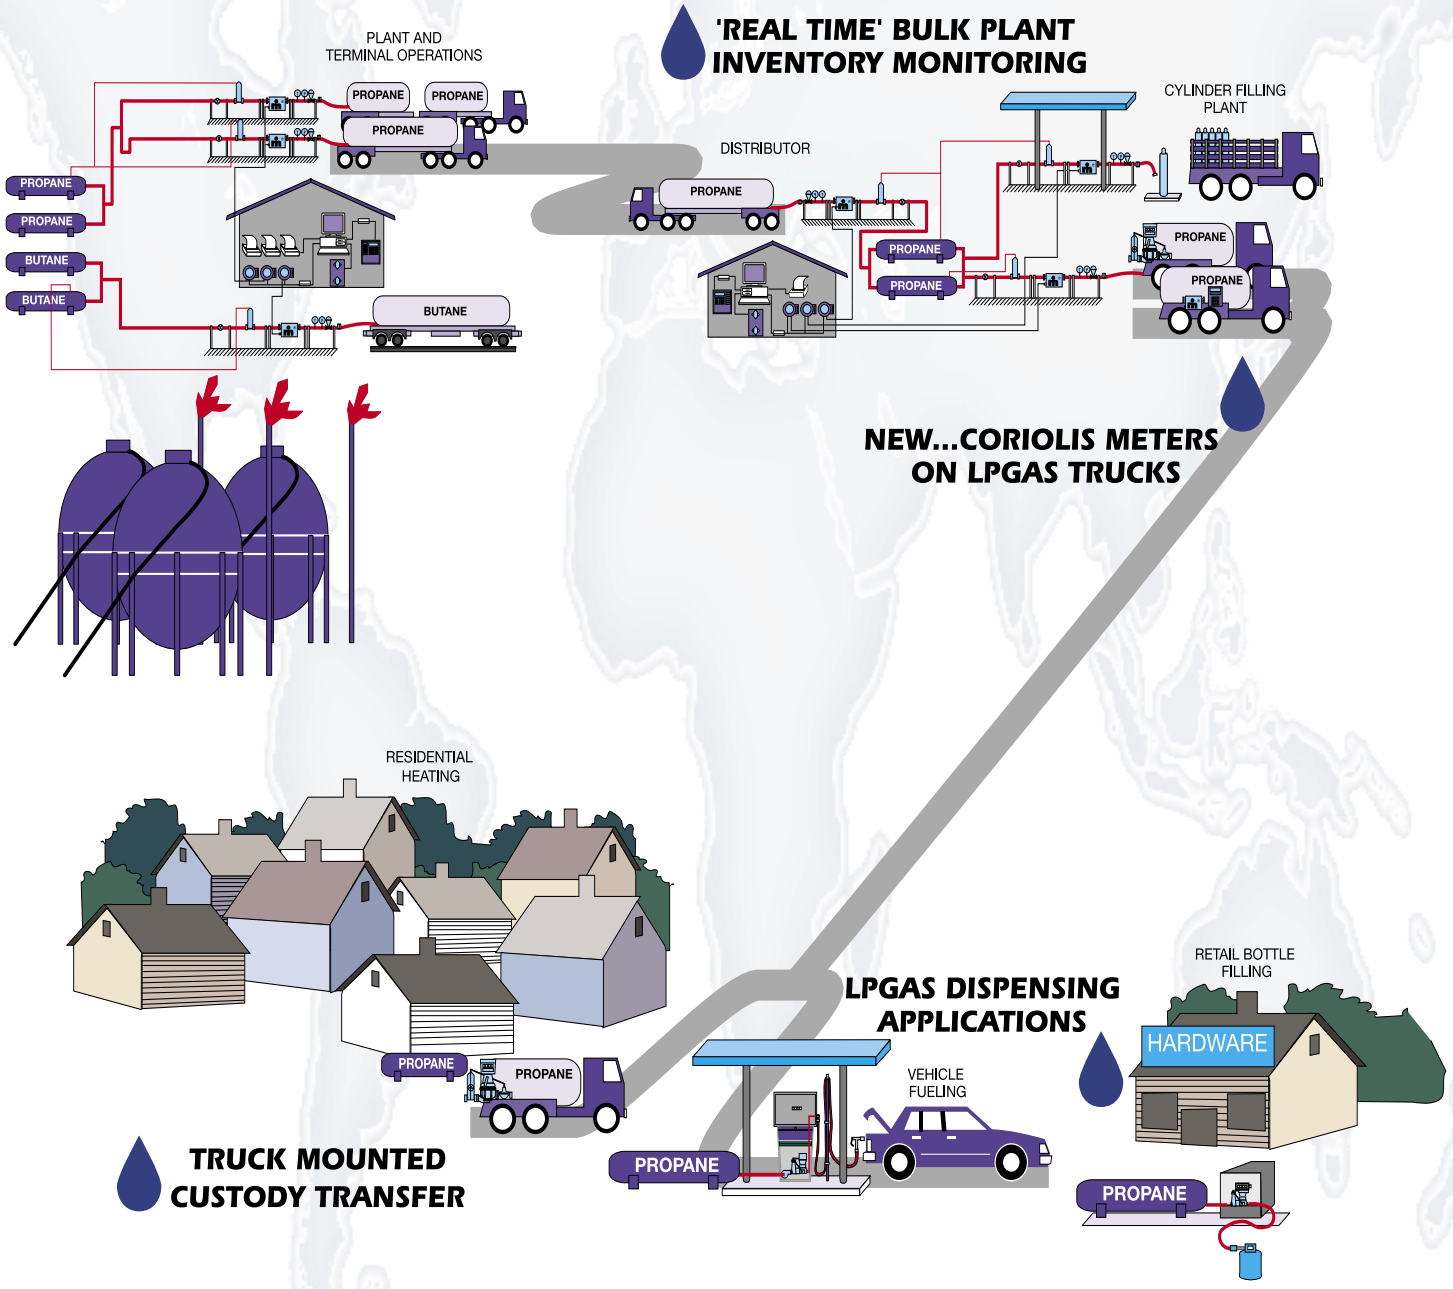 'REAL TIME' BULK PLANT
INVENTORY MONITORING
PLANT AND
TERMINAL OPERATIONS
PROPANE
PROPANE
PROPANE
PROPANE
PROPANE
BUTANE
BUTANE
BUTANE
DISTRIBUTOR
PROPANE
PROPANE
PROPANE
CYLINDER FILLING
PLANT
PROPANE
PROPANE
NEW...CORIOLIS METERS
ON LPGAS TRUCKS
RESIDENTIAL
HEATING
PROPANE
PROPANE
TRUCK MOUNTED
CUSTODY TRANSFER
LPGAS DISPENSING
APPLICATIONS
VEHICLE
FUELING
PROPANE
RETAIL BOTTLE
FILLING
HARDWARE
PROPANE